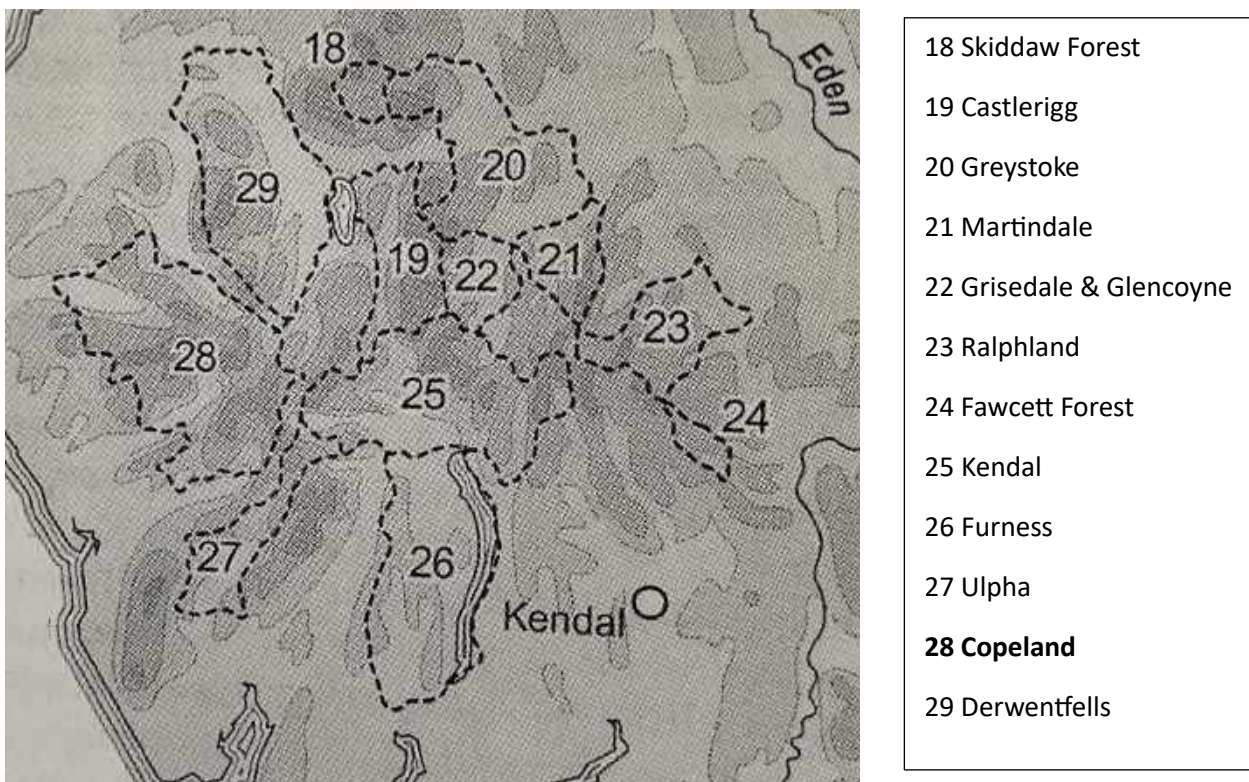 18
Eden
20
29
19
22
21
23
28
25
24
27
26
Kendal
18 Skiddaw Forest
19 Castlerigg
20 Greystoke
21 Martindale
22 Grisedale & Glencoyne
23 Ralphland
24 Fawcett Forest
25 Kendal
26 Furness
27 Ulpha
28 Copeland
29 Derwentfells